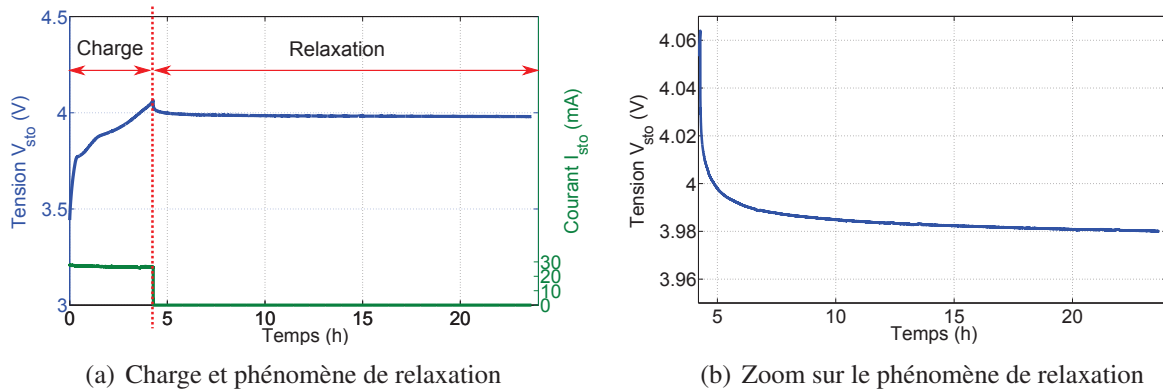 4.5
Charge
Relaxation
4
3.5
3
Tension V_sto (V)
30
20
10
0
Courant I_sto (mA)
0
5
10
15
20
Temps (h)
(a) Charge et phénomène de relaxation
4.06
4.04
4.02
4
3.98
3.96
Tension V_sto (V)
5
10
15
20
Temps (h)
(b) Zoom sur le phénomène de relaxation